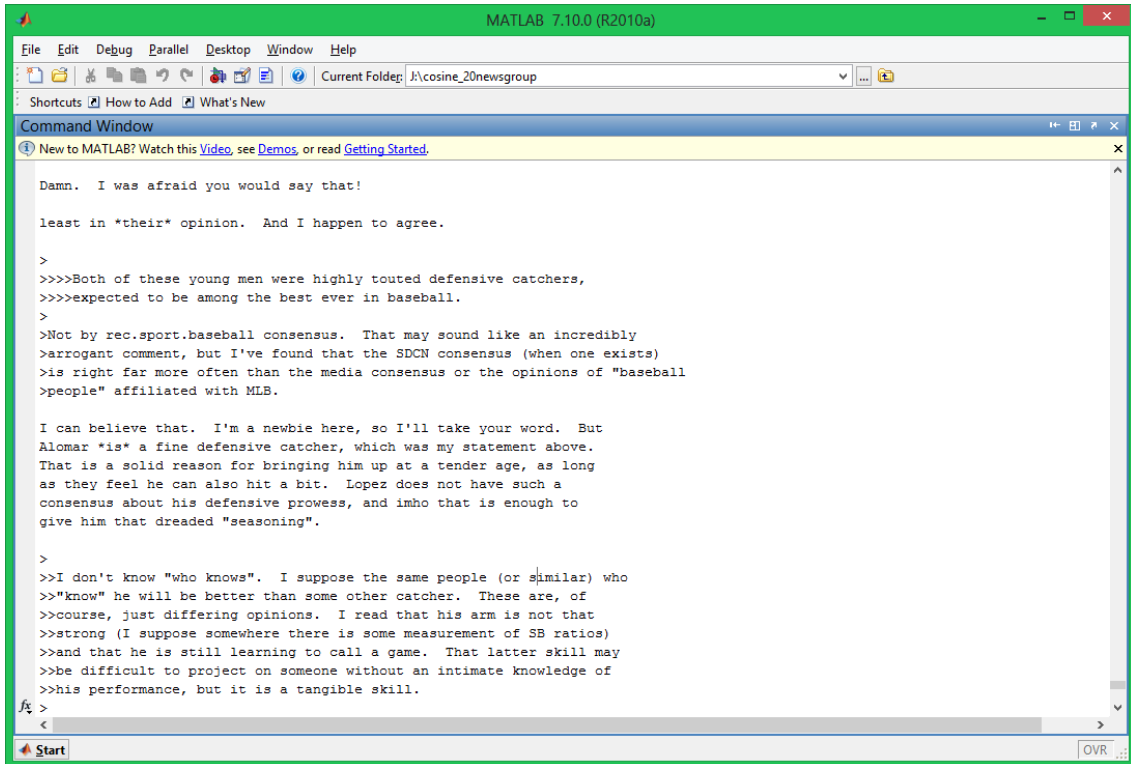 MATLAB 7.10.0 (R2010a)
File Edit Debug Parallel Desktop Window Help
Current Folder: J:\cosine_20newsgroup
Shortcuts How to Add What's New
Command Window
New to MATLAB? Watch this Video, see Demos, or read Getting Started.
Damn.  I was afraid you would say that!
least in *their* opinion.  And I happen to agree.
>
>>>>Both of these young men were highly touted defensive catchers,
>>>>expected to be among the best ever in baseball.
>
>Not by rec.sport.baseball consensus.  That may sound like an incredibly
>arrogant comment, but I've found that the SDCN consensus (when one exists)
>is right far more often than the media consensus or the opinions of "baseball
>people" affiliated with MLB.
I can believe that.  I'm a newbie here, so I'll take your word.  But
Alomar *is* a fine defensive catcher, which was my statement above.
That is a solid reason for bringing him up at a tender age, as long
as they feel he can also hit a bit.  Lopez does not have such a
consensus about his defensive prowess, and imho that is enough to
give him that dreaded "seasoning".
>
>>I don't know "who knows".  I suppose the same people (or similar) who
>>"know" he will be better than some other catcher.  These are, of
>>course, just differing opinions.  I read that his arm is not that
>>strong (I suppose somewhere there is some measurement of SB ratios)
>>and that he is still learning to call a game.  That latter skill may
>>be difficult to project on someone without an intimate knowledge of
>>his performance, but it is a tangible skill.
fx >
Start
OVR